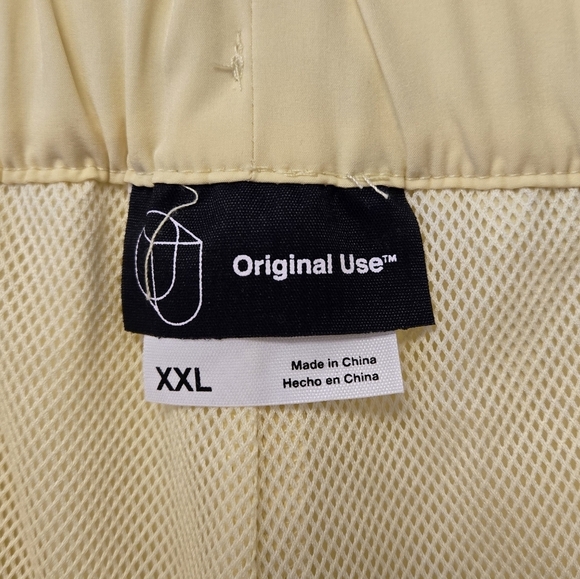 Original Use™
XXL
Made in China
Hecho en China